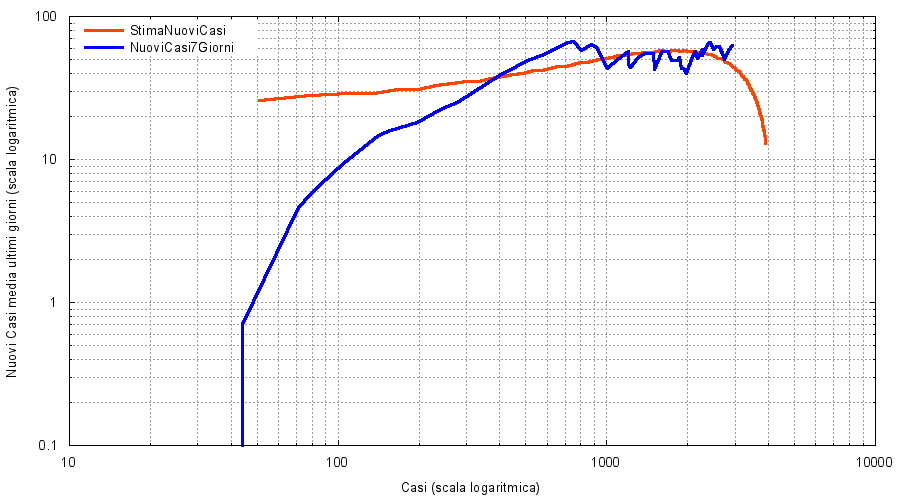 100
StimaNuoviCasi
NuoviCasi7Giorni
10
1
0.1
Nuovi Casi media ultimi giorni (scala logaritmica)
10
100
1000
10000
Casi (scala logaritmica)